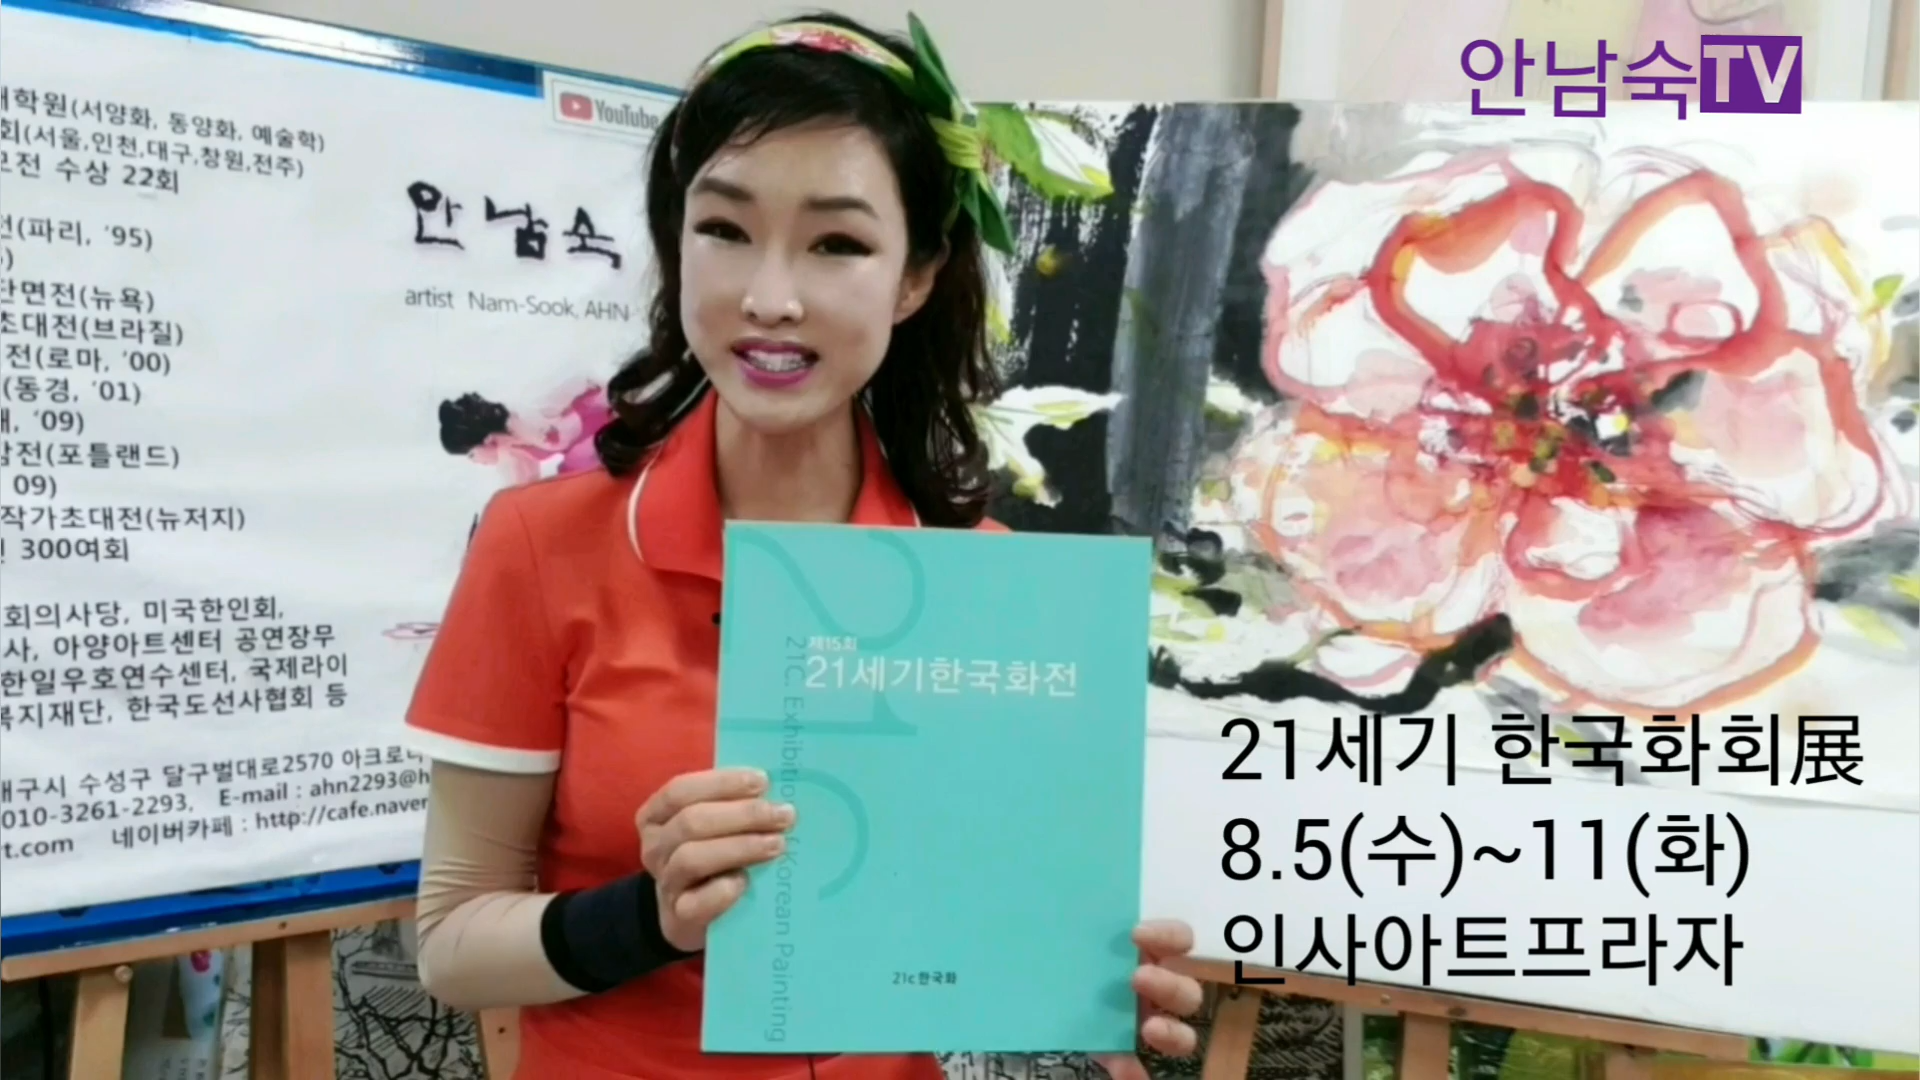 안남숙TV
YouTube
대학원(서양화, 동양화, 예술학)
회(서울,인천,대구,창원,전주)
모전 수상 22회
전(파리, '95)
단면전(뉴욕)
초대전(브라질)
전(로마, '00)
(동경, '01)
'09)
전(포틀랜드)
09)
작가초대전(뉴저지)
300여회
회의사당, 미국한인회,
사, 아양아트센터 공연장무
한일우호연수센터, 국제라이
복지재단, 한국도선사협회 등
대구시 수성구 달구벌대로2570 아크로
010-3261-2293, E-mail : ahn2293@h
t.com 네이버카페 : http://cafe.naver
안남숙
artist Nam-Sook, AHN
21c
제15회
21세기한국화전
21C. Exhibition of Korean Painting
21c한국화
21세기 한국화회展
8.5(수)~11(화)
인사아트프라자